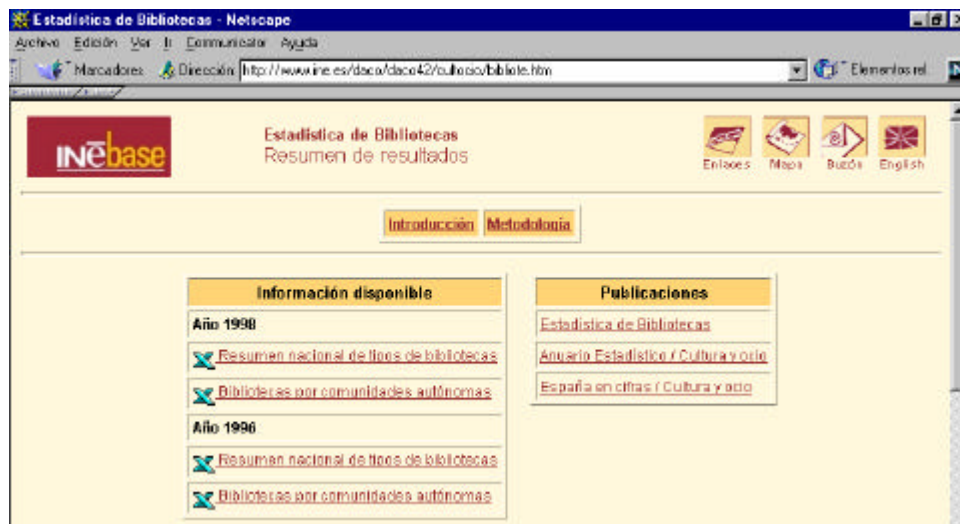 Estadística de Bibliotecas - Netscape
Archivo Edición Ver Ir Communicator Ayuda
Marcadores Dirección http://www.ine.es/daco/daco42/cultocio/bibliote.htm Elementos rel.
INebase
Estadística de Bibliotecas
Resumen de resultados
Enlaces Mapa Buzón English
Introducción Metodología
Información disponible
Año 1998
Resumen nacional de tipos de bibliotecas
Bibliotecas por comunidades autónomas
Año 1996
Resumen nacional de tipos de bibliotecas
Bibliotecas por comunidades autónomas
Publicaciones
Estadística de Bibliotecas
Anuario Estadístico / Cultura y ocio
España en cifras / Cultura y ocio